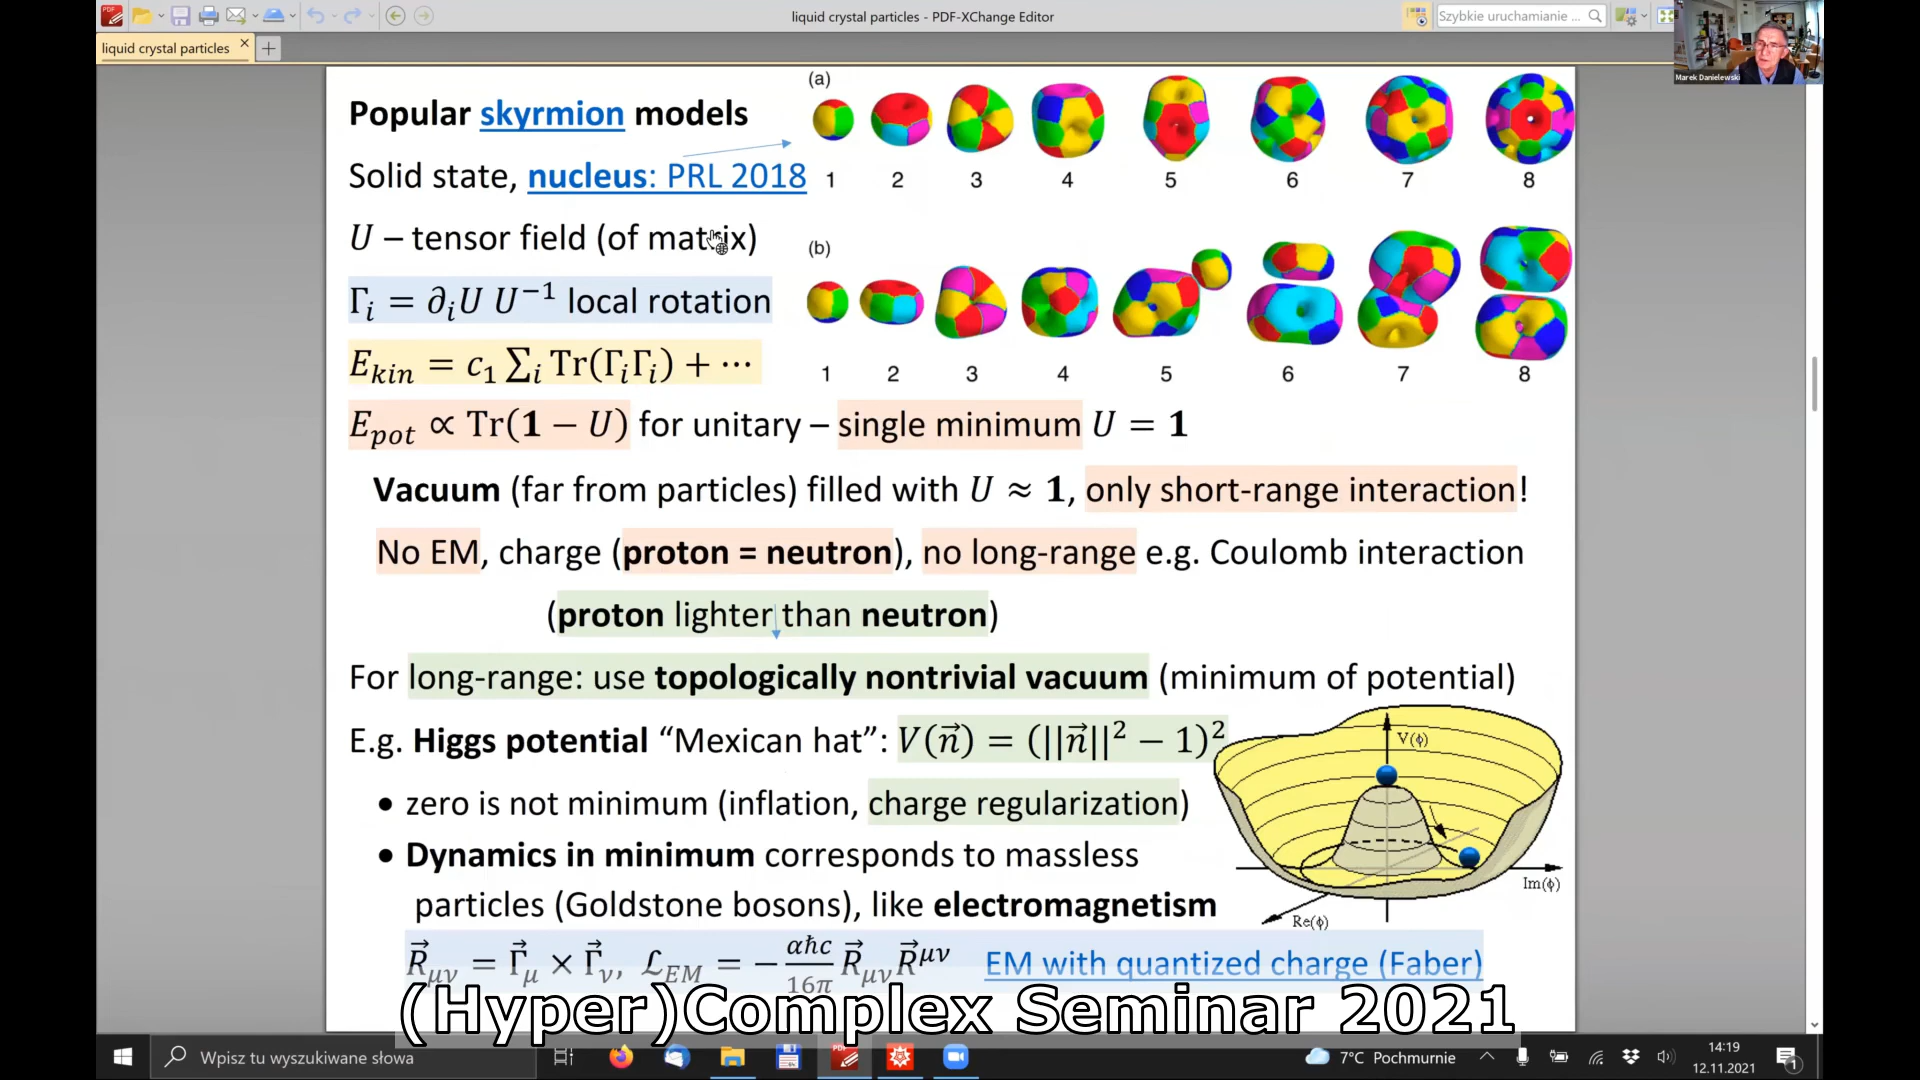 liquid crystal particles - PDF-XChange Editor
Szybkie uruchamianie ...
liquid crystal particles
Marek Danielewski
Popular skyrmion models
Solid state, nucleus: PRL 2018
U – tensor field (of matrix)
Γᵢ = ∂ᵢU U⁻¹ local rotation
E_kin = c₁ ∑ᵢ Tr(ΓᵢΓᵢ) + ⋯
(a)
1 2 3 4 5 6 7 8
(b)
1 2 3 4 5 6 7 8
E_pot ∝ Tr(1 − U) for unitary – single minimum U = 1
Vacuum (far from particles) filled with U ≈ 1, only short-range interaction!
No EM, charge (proton = neutron), no long-range e.g. Coulomb interaction
(proton lighter than neutron)
For long-range: use topologically nontrivial vacuum (minimum of potential)
E.g. Higgs potential “Mexican hat”: V(n⃗) = (||n⃗||² − 1)²
• zero is not minimum (inflation, charge regularization)
• Dynamics in minimum corresponds to massless
particles (Goldstone bosons), like electromagnetism
V(ϕ)
Im(ϕ)
Re(ϕ)
R⃗_μν = Γ⃗_μ × Γ⃗_ν, ℒ_EM = − αħc/16π R⃗_μν R⃗^μν EM with quantized charge (Faber)
(Hyper)Complex Seminar 2021
Wpisz tu wyszukiwane słowa
7°C Pochmurnie
14:19
12.11.2021
1